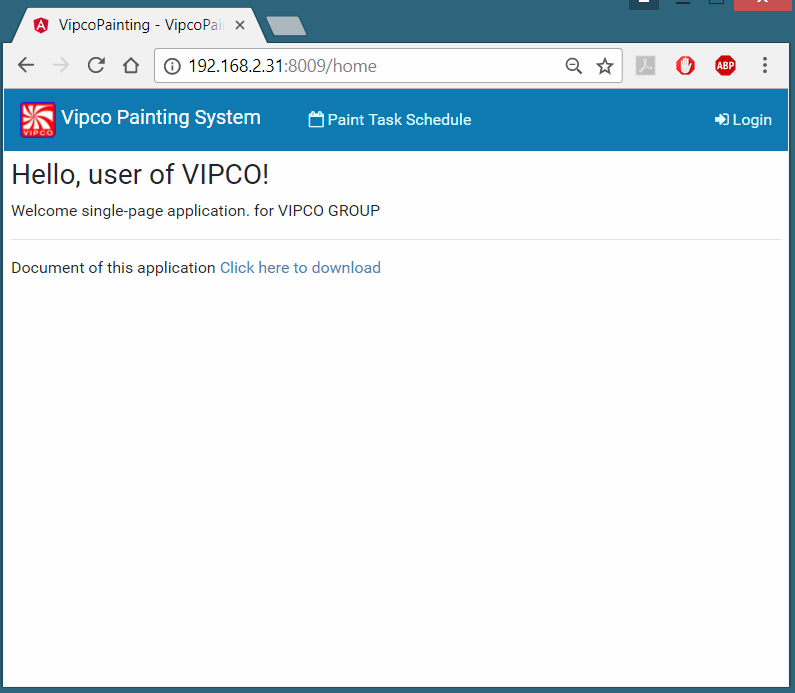 VipcoPainting - VipcoPai
192.168.2.31:8009/home
ABP
VIPCO
Vipco Painting System
Paint Task Schedule
Login
Hello, user of VIPCO!
Welcome single-page application. for VIPCO GROUP
Document of this application Click here to download